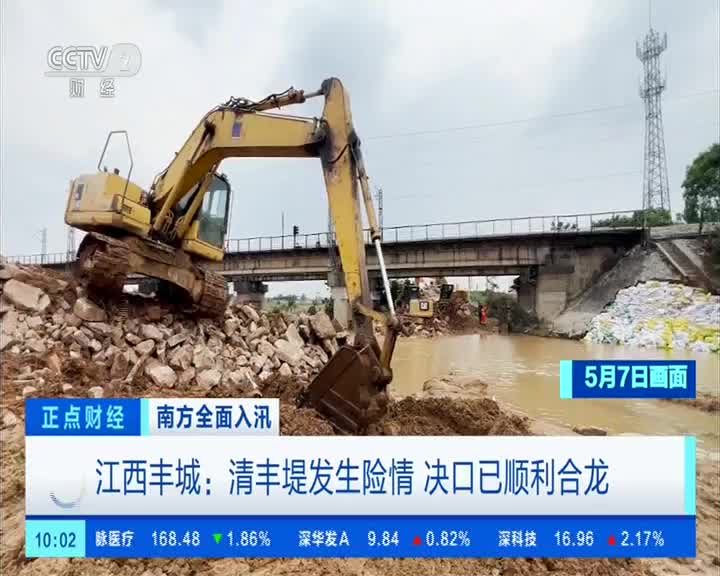 CCTV 2
财经
5月7日画面
正点财经 南方全面入汛
江西丰城：清丰堤发生险情 决口已顺利合龙
10:02 脉医疗 168.48 ▼1.86% 深华发A 9.84 ▲0.82% 深科技 16.96 ▲2.17%